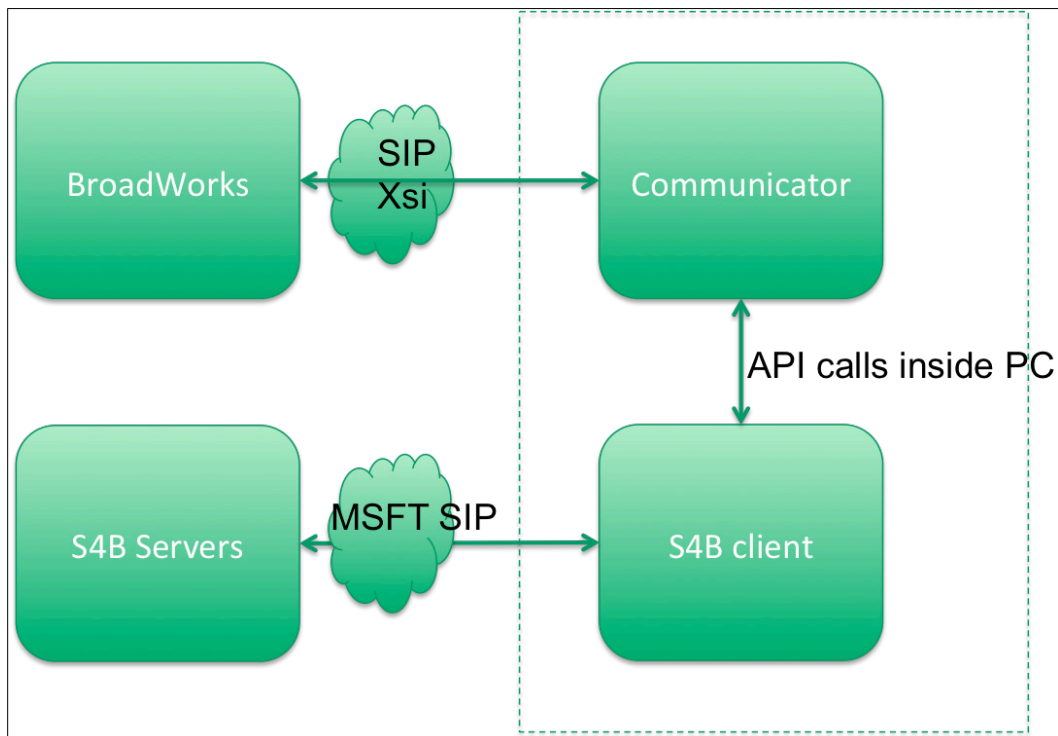 BroadWorks
SIP
Xsi
Communicator
API calls inside PC
S4B Servers
MSFT SIP
S4B client